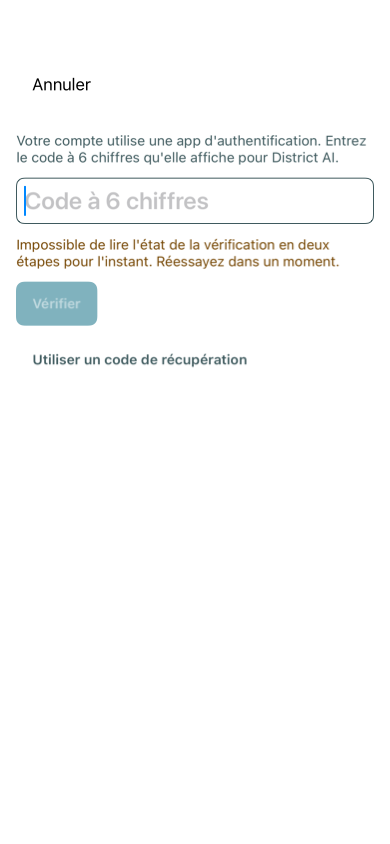 Annuler
Votre compte utilise une app d'authentification. Entrez
le code à 6 chiffres qu'elle affiche pour District AI.
Code à 6 chiffres
Impossible de lire l'état de la vérification en deux
étapes pour l'instant. Réessayez dans un moment.
Vérifier
Utiliser un code de récupération